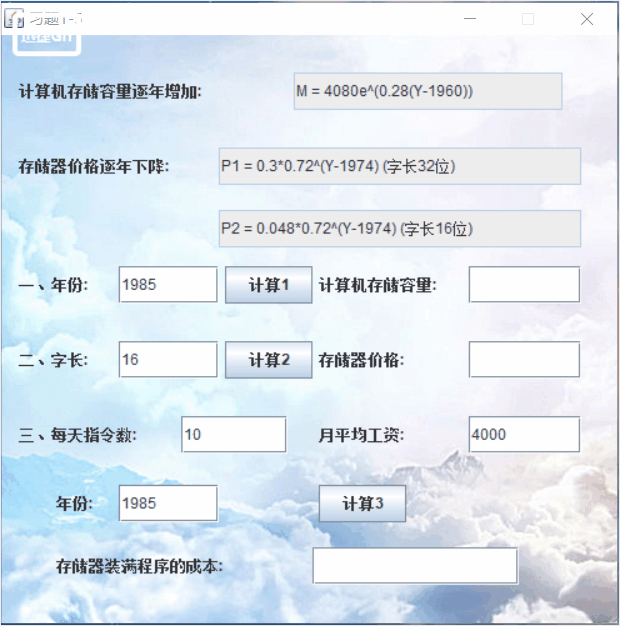 习题1-3
计算机存储容量逐年增加: M = 4080e^(0.28(Y-1960))
存储器价格逐年下降: P1 = 0.3*0.72^(Y-1974) (字长32位)
P2 = 0.048*0.72^(Y-1974) (字长16位)
一、年份: 1985 计算1 计算机存储容量:
二、字长: 16 计算2 存储器价格:
三、每天指令数: 10 月平均工资: 4000
年份: 1985 计算3
存储器装满程序的成本: